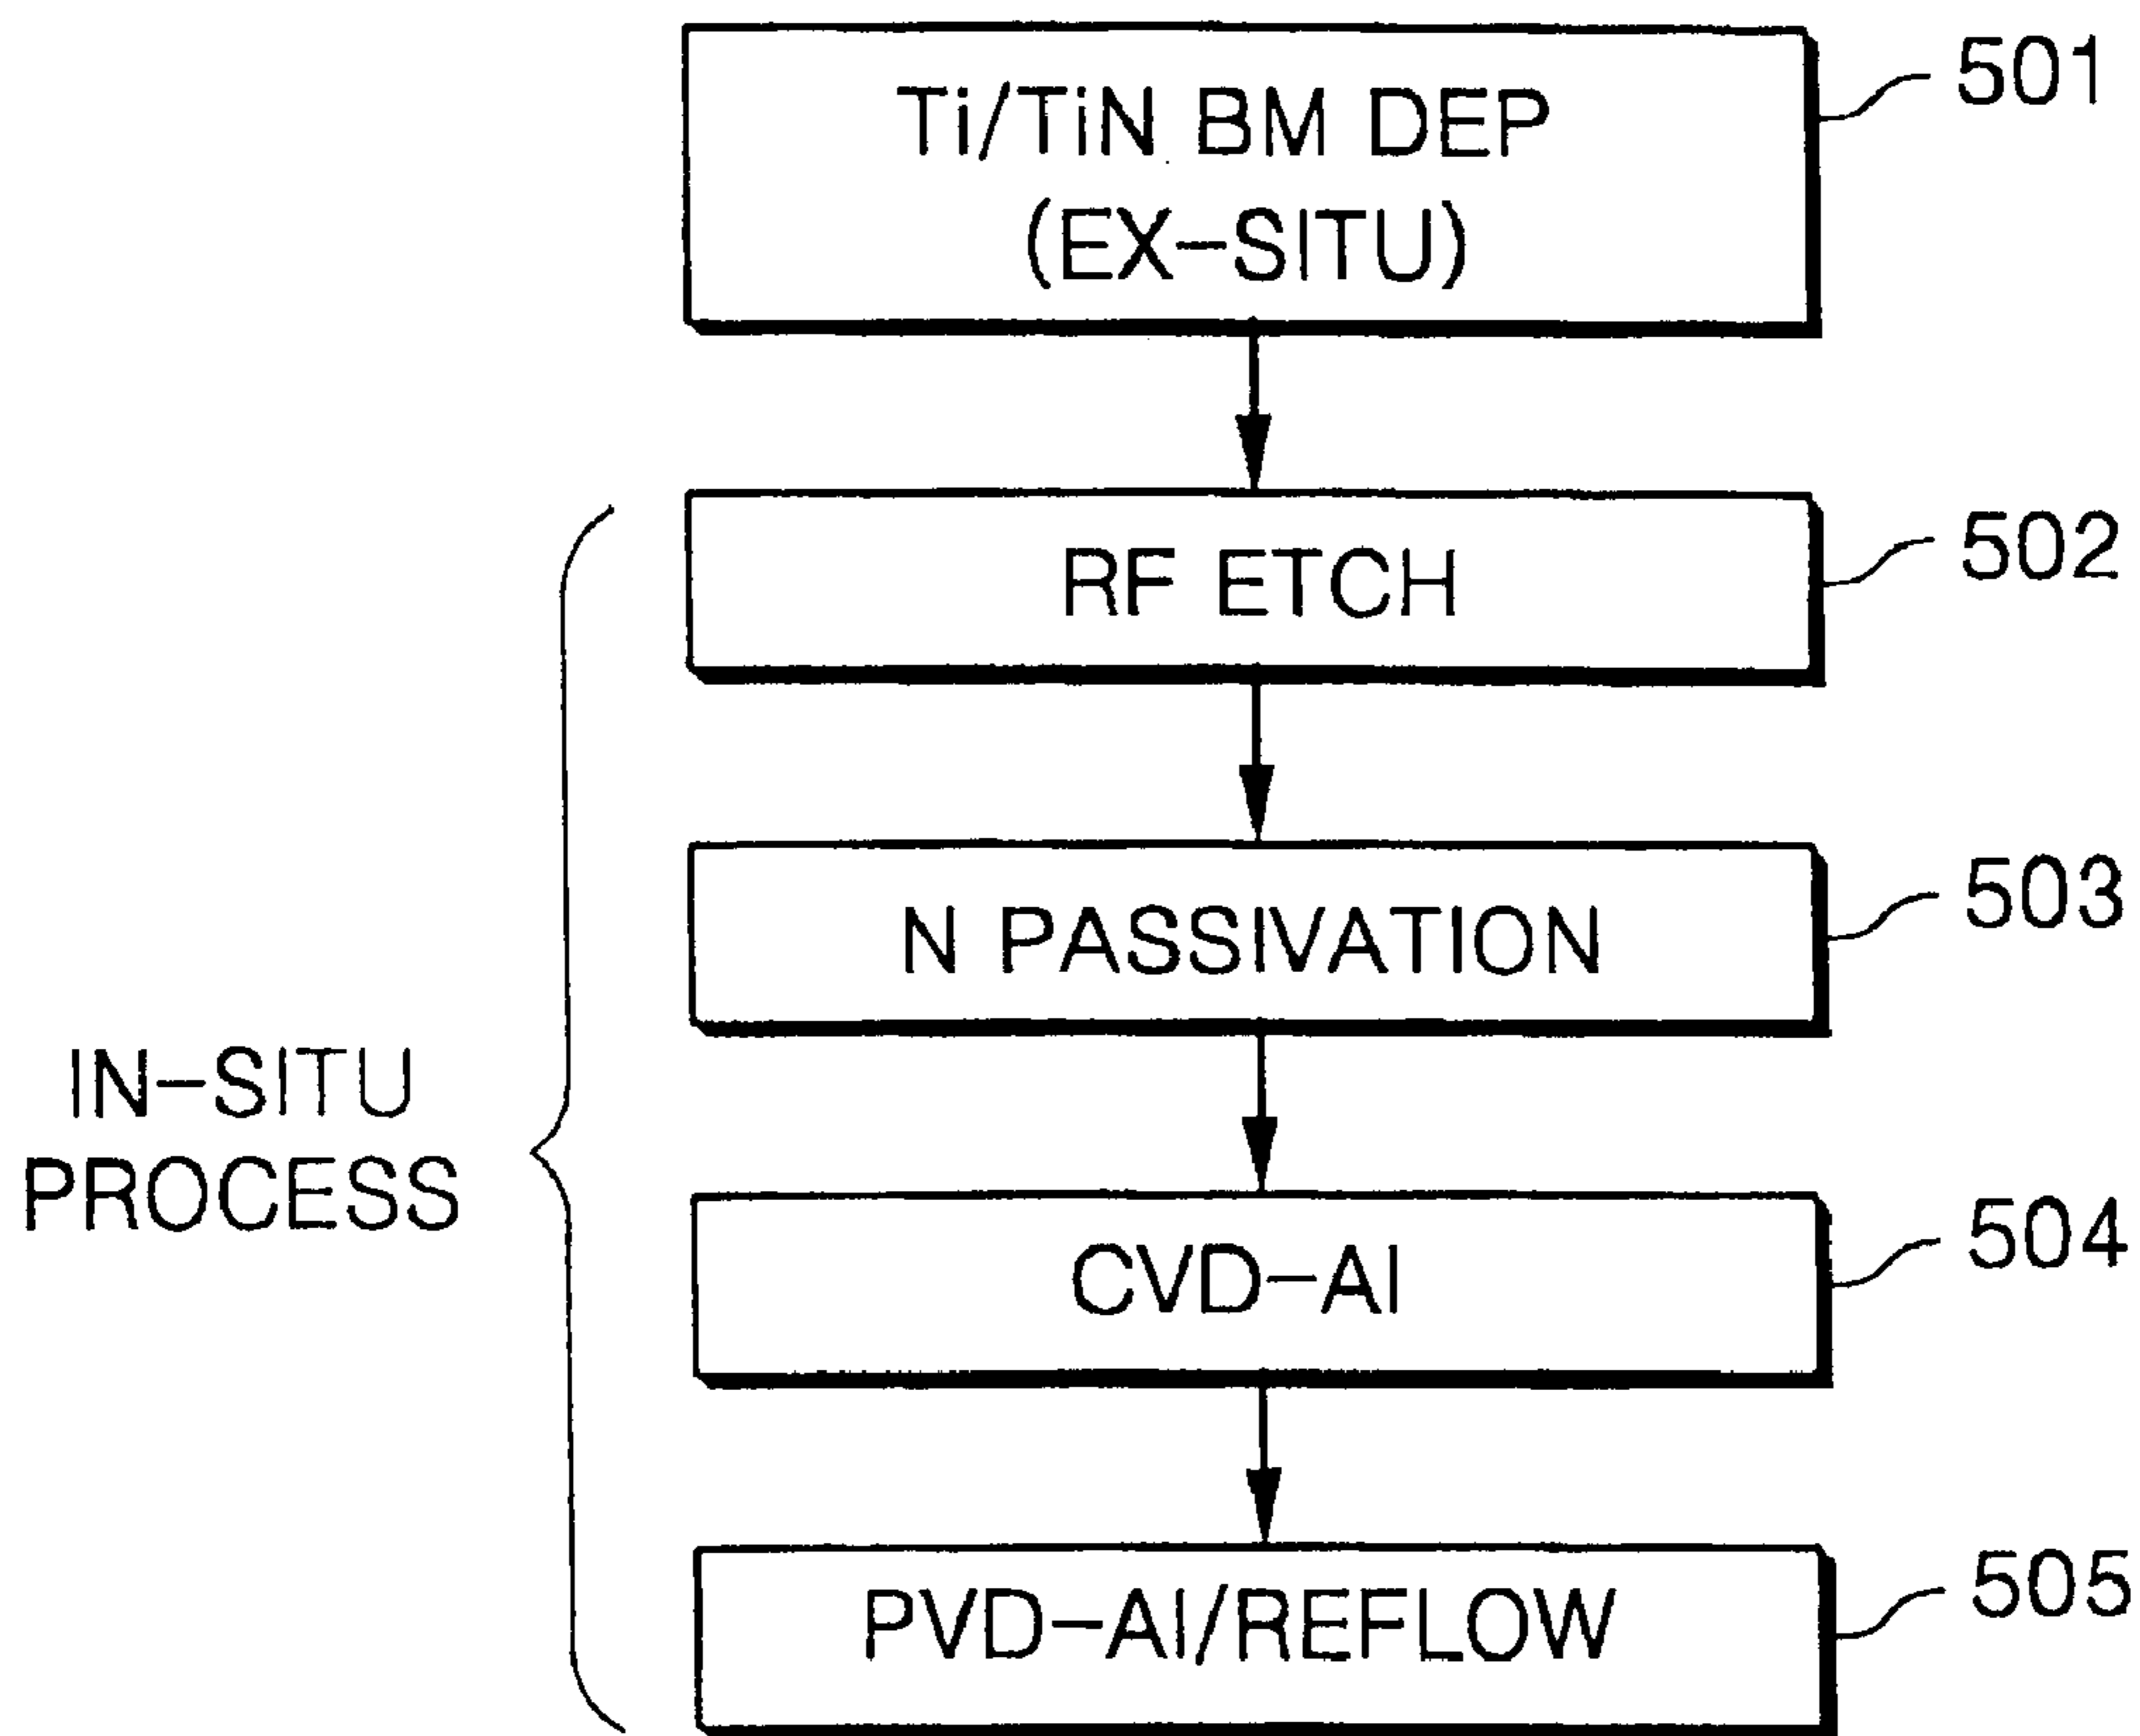 Ti/TiN BM DEP
(EX-SITU)
501
RF ETCH
502
N PASSIVATION
503
IN-SITU
PROCESS
CVD-Al
504
PVD-Al/REFLOW
505